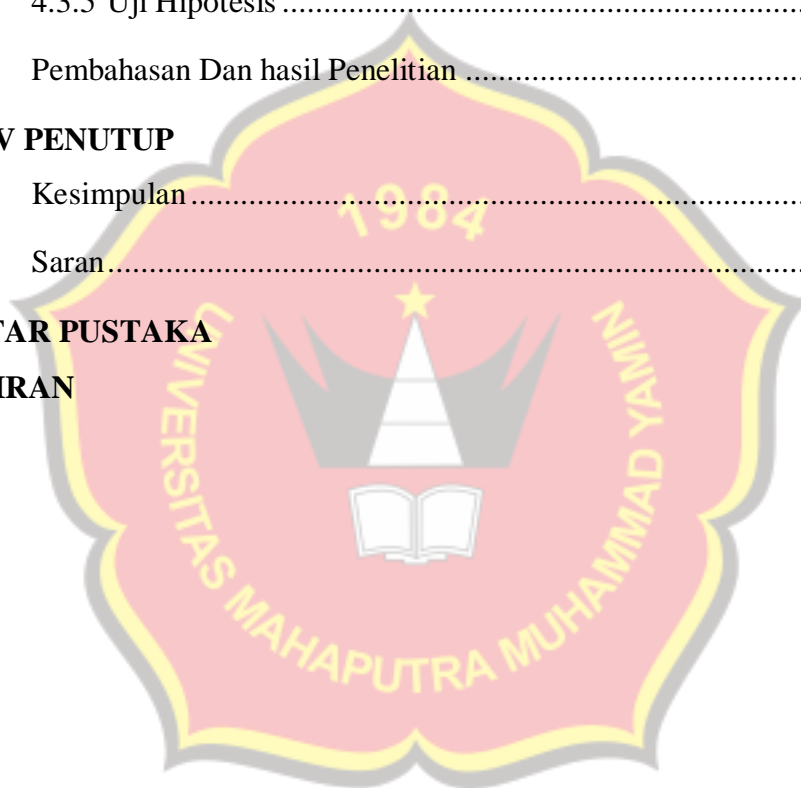 4.3.5 Uji Hipotesis ..........................................................................
Pembahasan Dan hasil Penelitian ..................................................
V PENUTUP
Kesimpulan ....................................................................................
Saran................................................................................................
TAR PUSTAKA
IRAN
1984
UNIVERSITAS MAHAPUTRA MUHAMMAD YAMIN